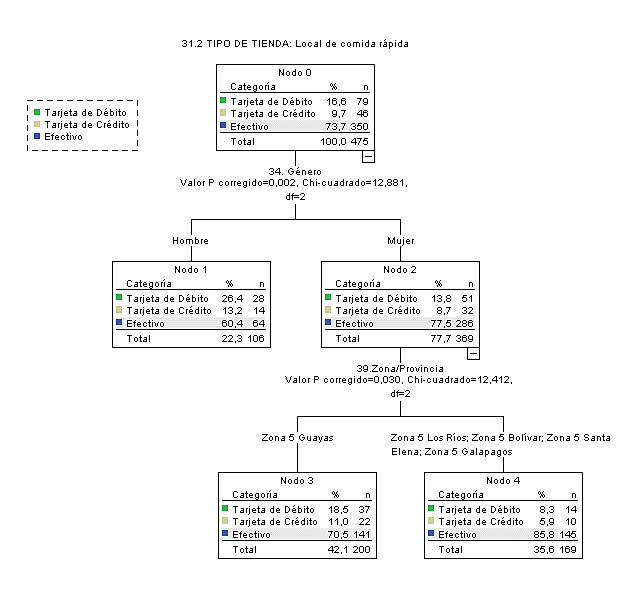 31.2 TIPO DE TIENDA: Local de comida rápida
Tarjeta de Débito
Tarjeta de Crédito
Efectivo
Nodo 0
Categoría % n
Tarjeta de Débito 16,6 79
Tarjeta de Crédito 9,7 46
Efectivo 73,7 350
Total 100,0 475
34. Género
Valor P corregido=0,002, Chi-cuadrado=12,881,
df=2
Hombre
Mujer
Nodo 1
Categoría % n
Tarjeta de Débito 26,4 28
Tarjeta de Crédito 13,2 14
Efectivo 60,4 64
Total 22,3 106
Nodo 2
Categoría % n
Tarjeta de Débito 13,8 51
Tarjeta de Crédito 8,7 32
Efectivo 77,5 286
Total 77,7 369
39.Zona/Provincia
Valor P corregido=0,030, Chi-cuadrado=12,412,
df=2
Zona 5 Guayas
Zona 5 Los Ríos; Zona 5 Bolívar; Zona 5 Santa
Elena; Zona 5 Galapagos
Nodo 3
Categoría % n
Tarjeta de Débito 18,5 37
Tarjeta de Crédito 11,0 22
Efectivo 70,5 141
Total 42,1 200
Nodo 4
Categoría % n
Tarjeta de Débito 8,3 14
Tarjeta de Crédito 5,9 10
Efectivo 85,8 145
Total 35,6 169